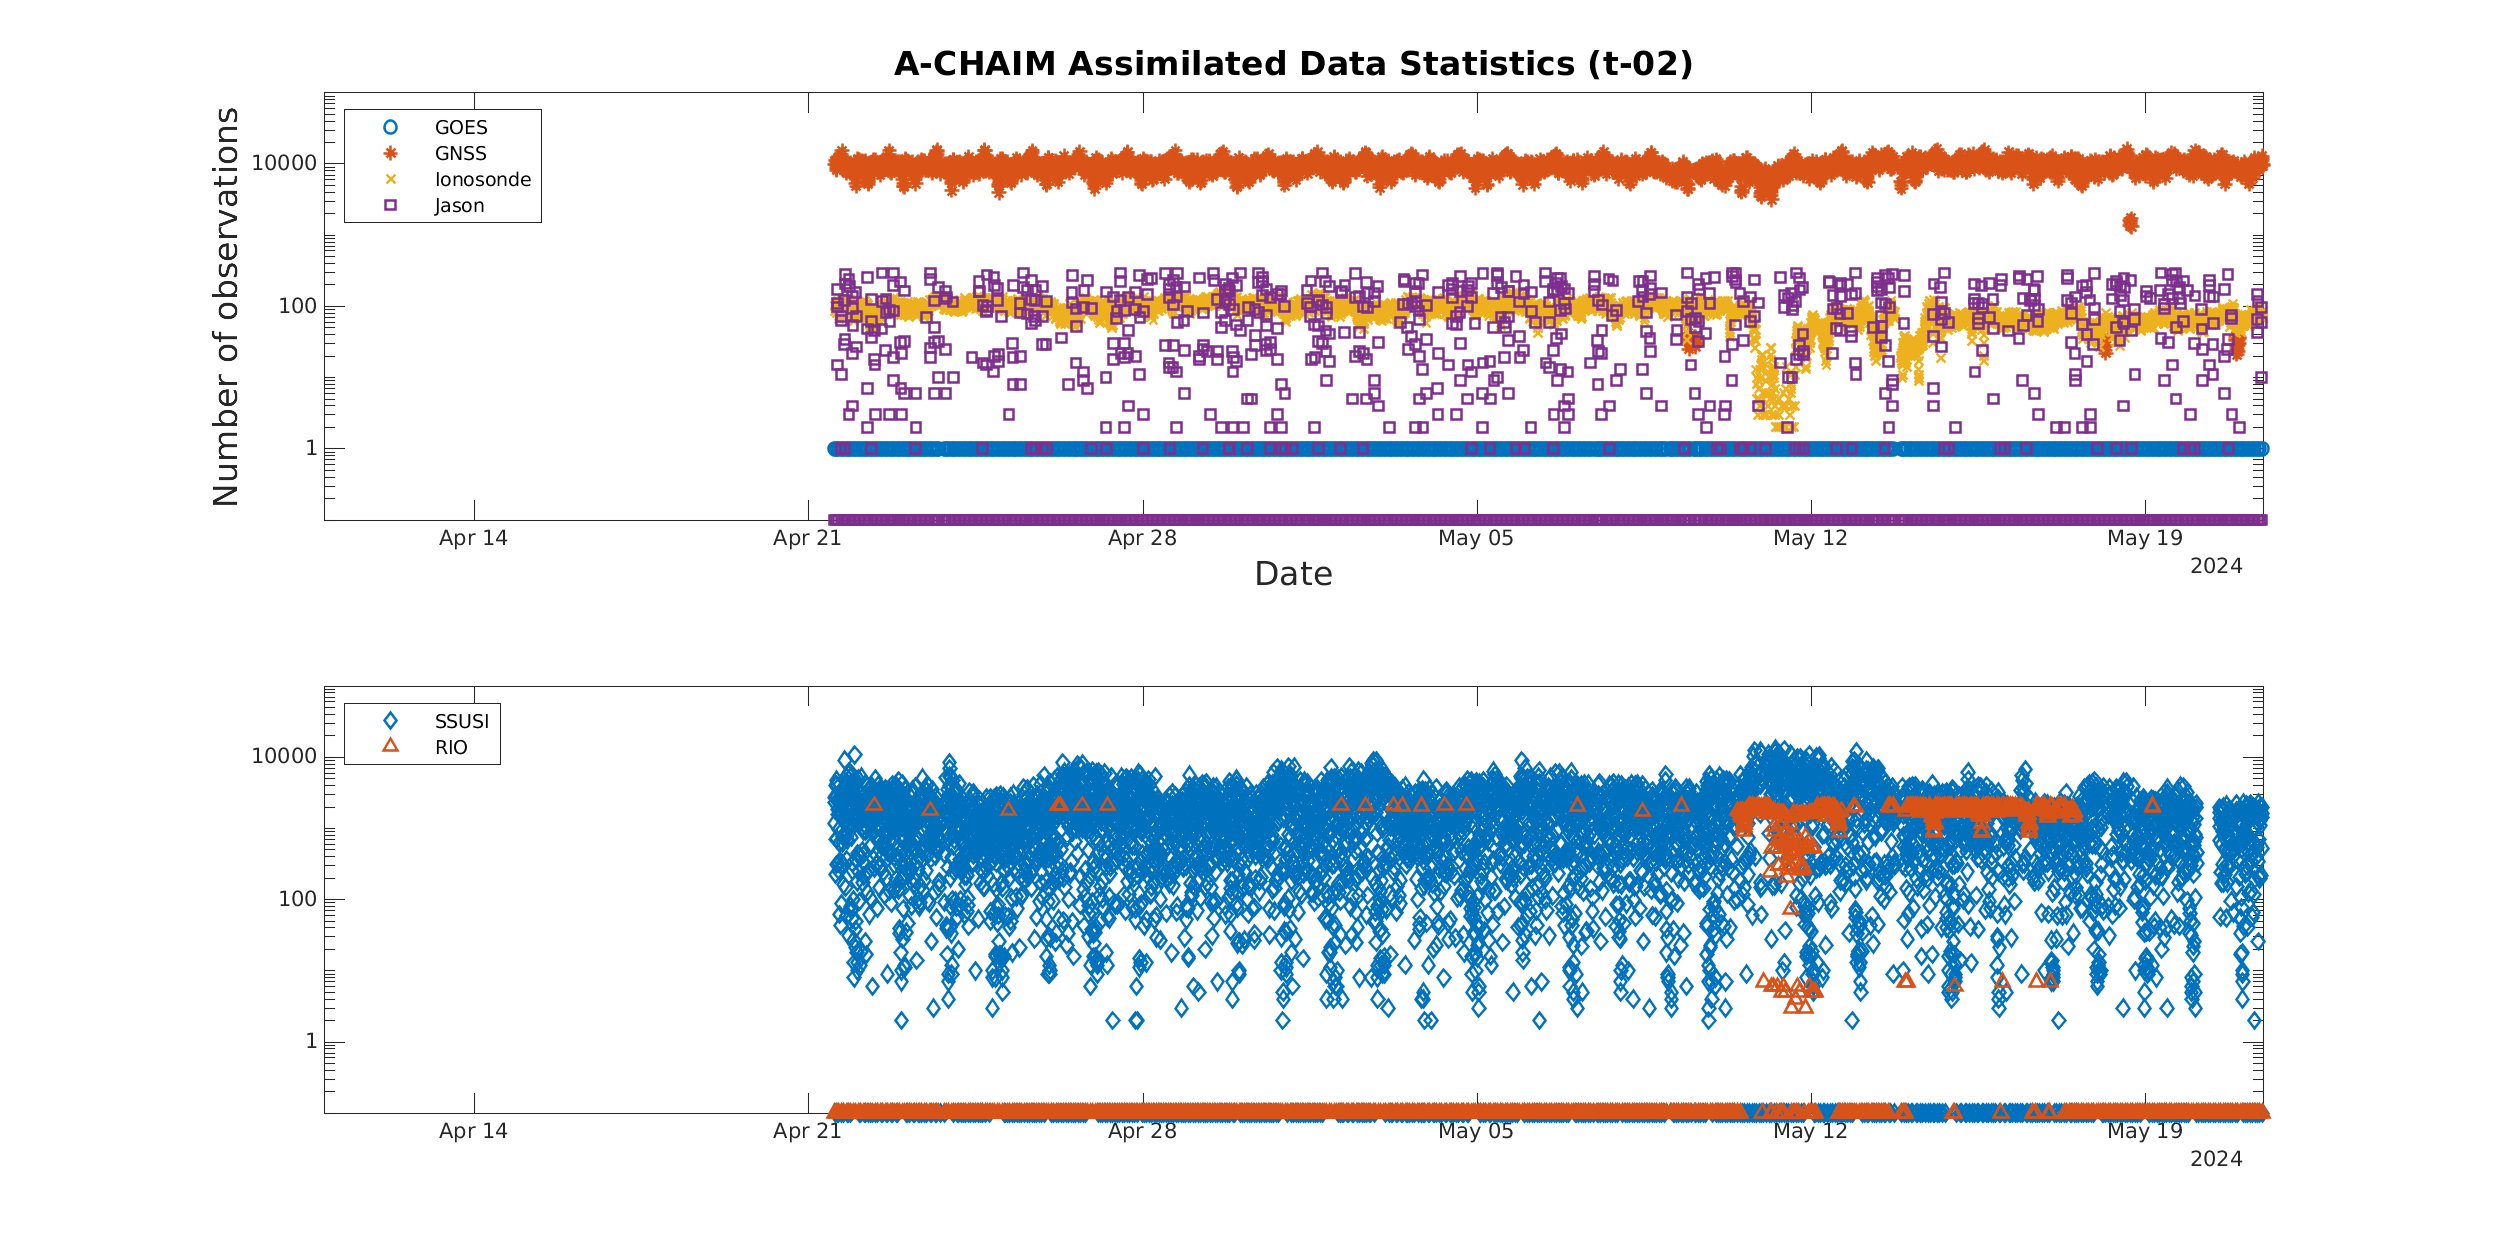 A-CHAIM Assimilated Data Statistics (t-02)
Number of observations
10000
100
1
GOES
GNSS
Ionosonde
Jason
Apr 14
Apr 21
Apr 28
May 05
May 12
May 19
2024
Date
10000
100
1
SSUSI
RIO
Apr 14
Apr 21
Apr 28
May 05
May 12
May 19
2024